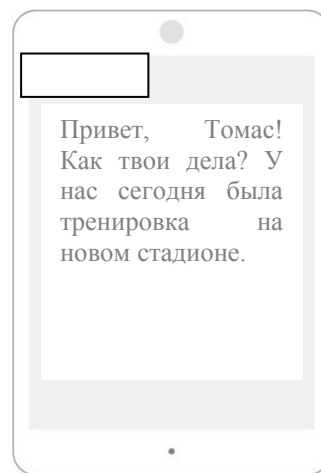 Привет, Томас!
Как твои дела? У
нас сегодня была
тренировка на
новом стадионе.